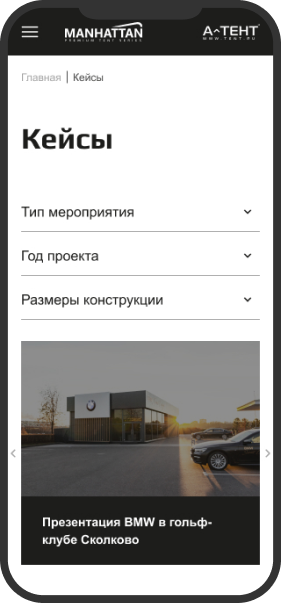 MANHATTAN
PREMIUM TENT SERIES
А-ТЕНТ
WWW.TENT.RU
Главная | Кейсы
Кейсы
Тип мероприятия
Год проекта
Размеры конструкции
Презентация BMW в гольф-
клубе Сколково